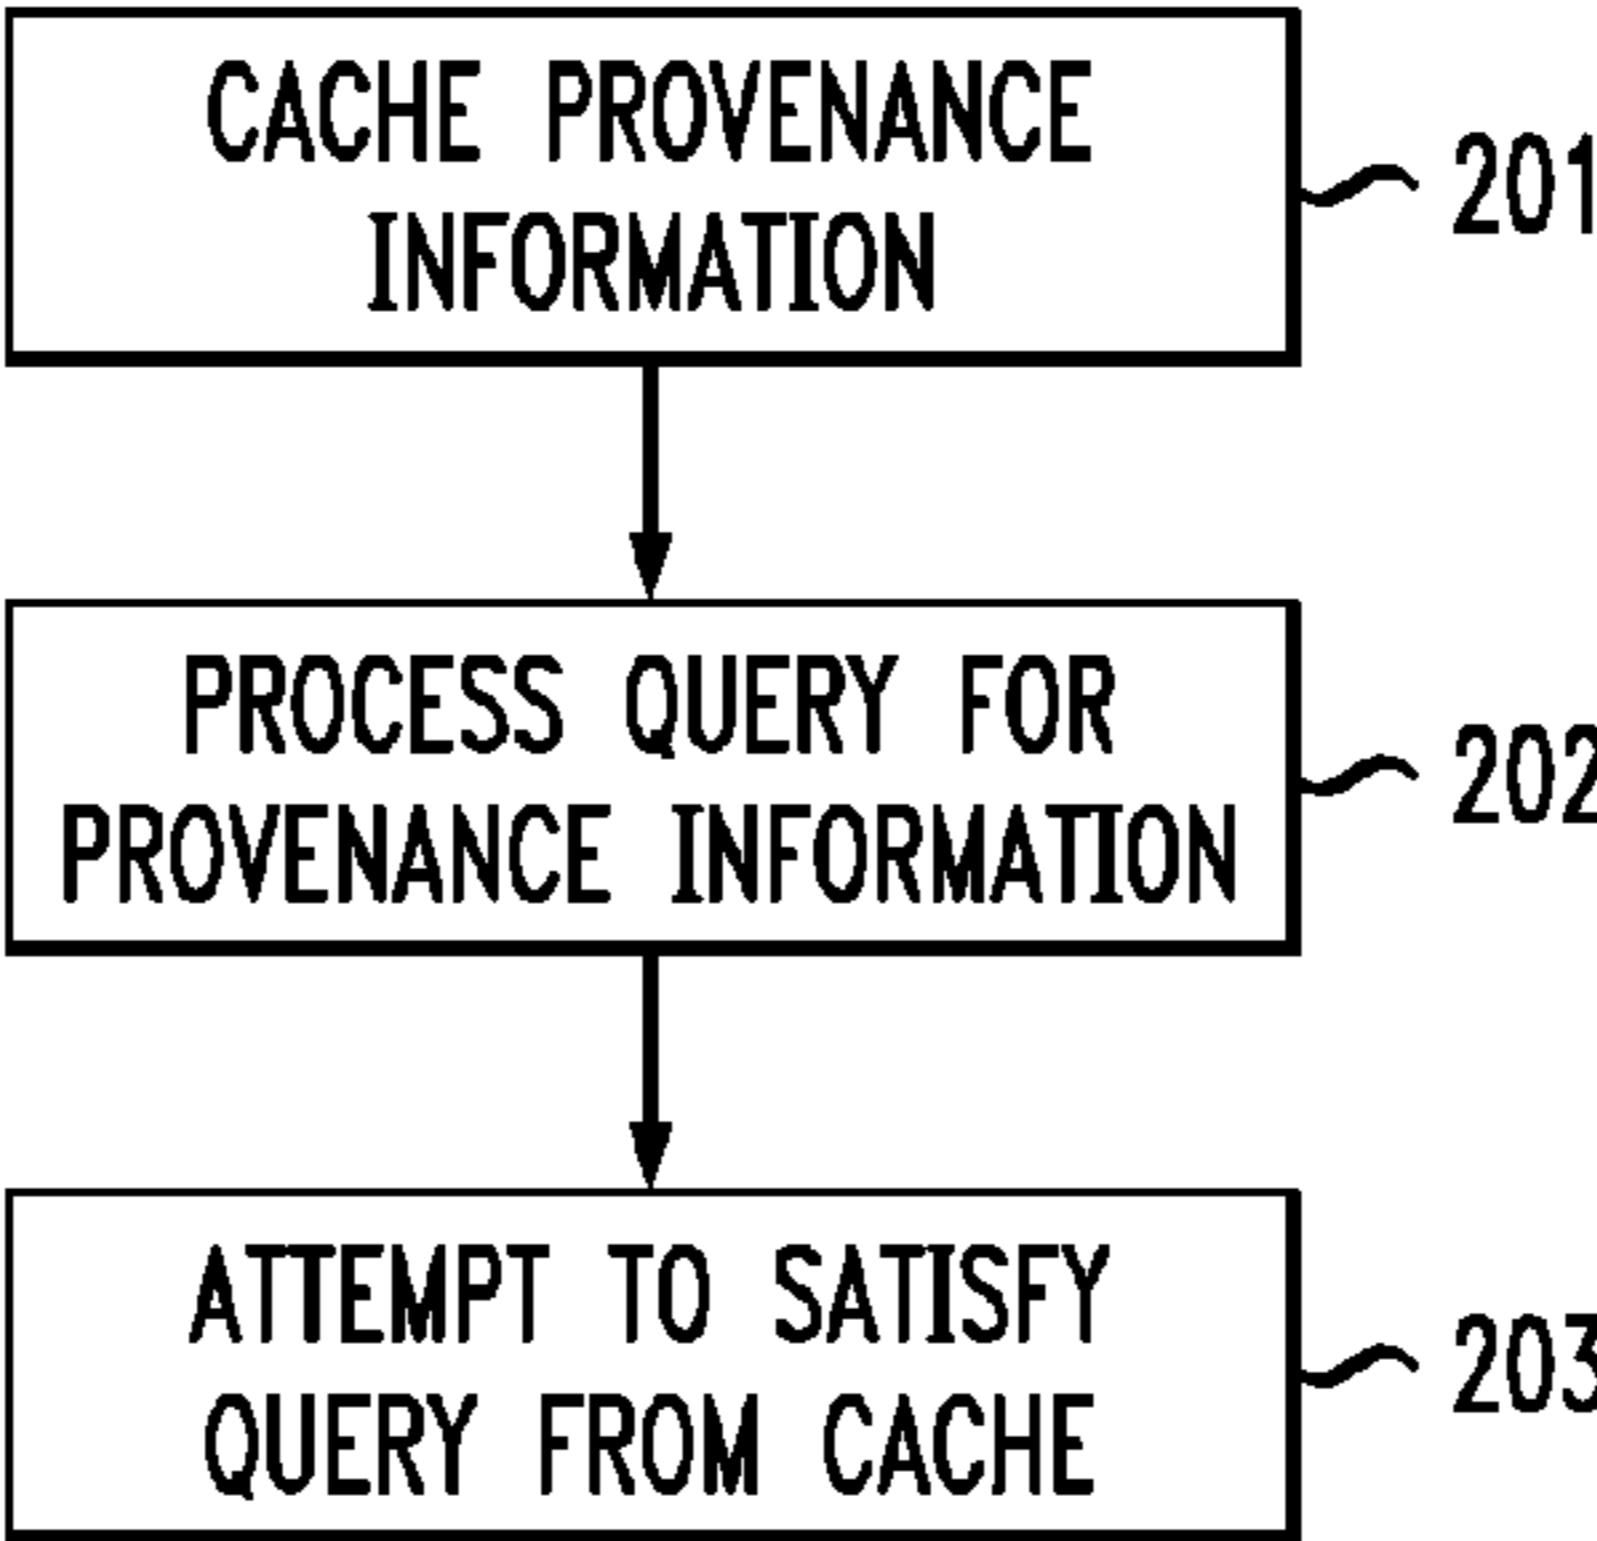 CACHE PROVENANCE
INFORMATION
201
PROCESS QUERY FOR
PROVENANCE INFORMATION
202
ATTEMPT TO SATISFY
QUERY FROM CACHE
203